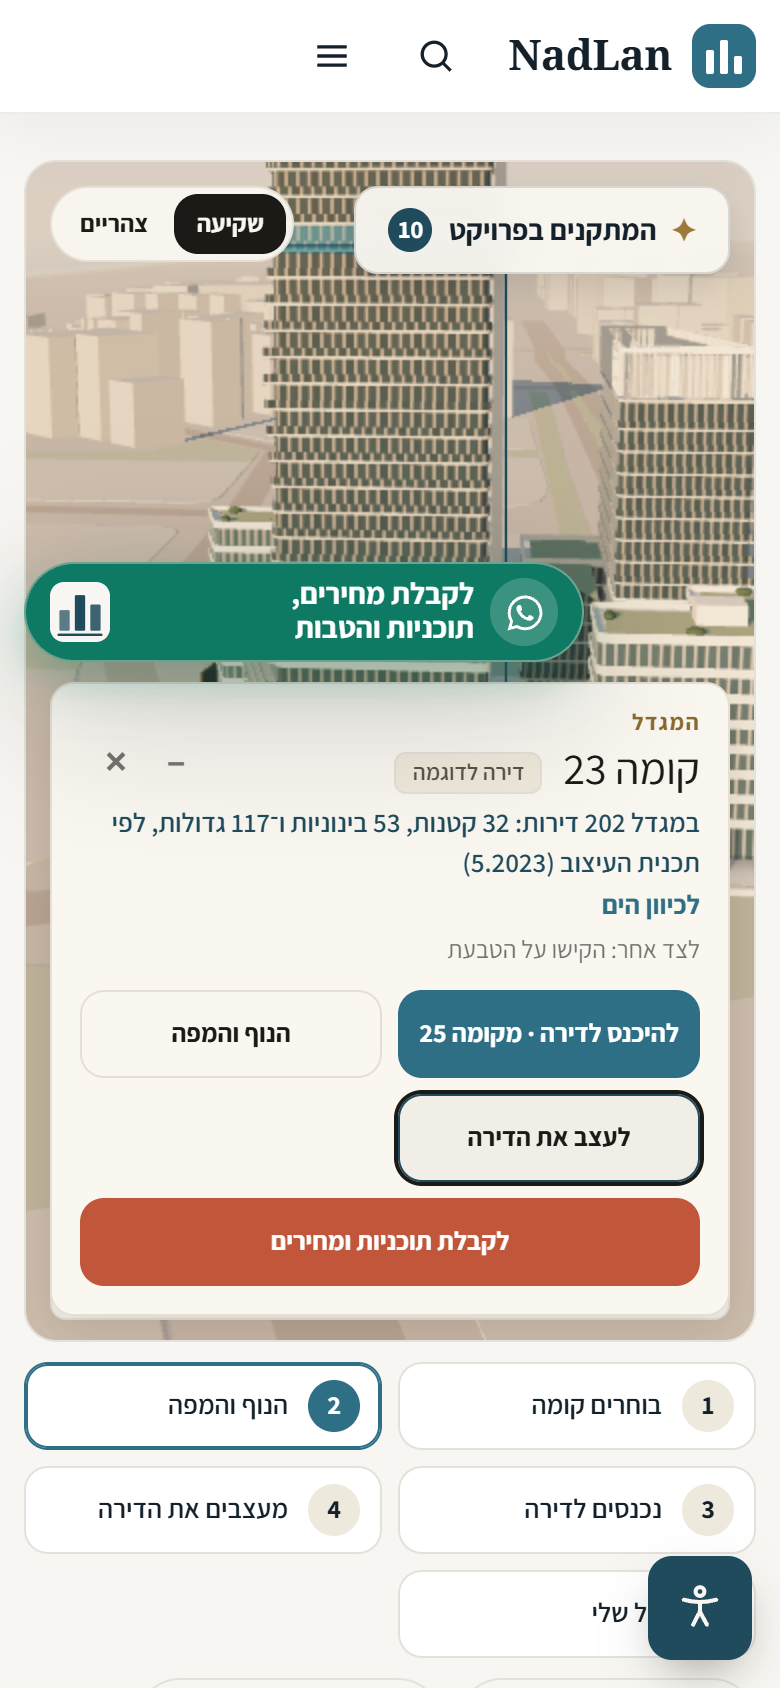 NadLan
המתקנים בפרויקט 10
שקיעה
צהריים
לקבלת מחירים,
תוכניות והטבות
המגדל
קומה 23
דירה לדוגמה
במגדל 202 דירות: 32 קטנות, 53 בינוניות ו־117 גדולות, לפי
תכנית העיצוב (5.2023)
לכיוון הים
לצד אחר: הקישו על הטבעת
להיכנס לדירה · מקומה 25
הנוף והמפה
לעצב את הדירה
לקבלת תוכניות ומחירים
1 בוחרים קומה
2 הנוף והמפה
3 נכנסים לדירה
4 מעצבים את הדירה
שלי